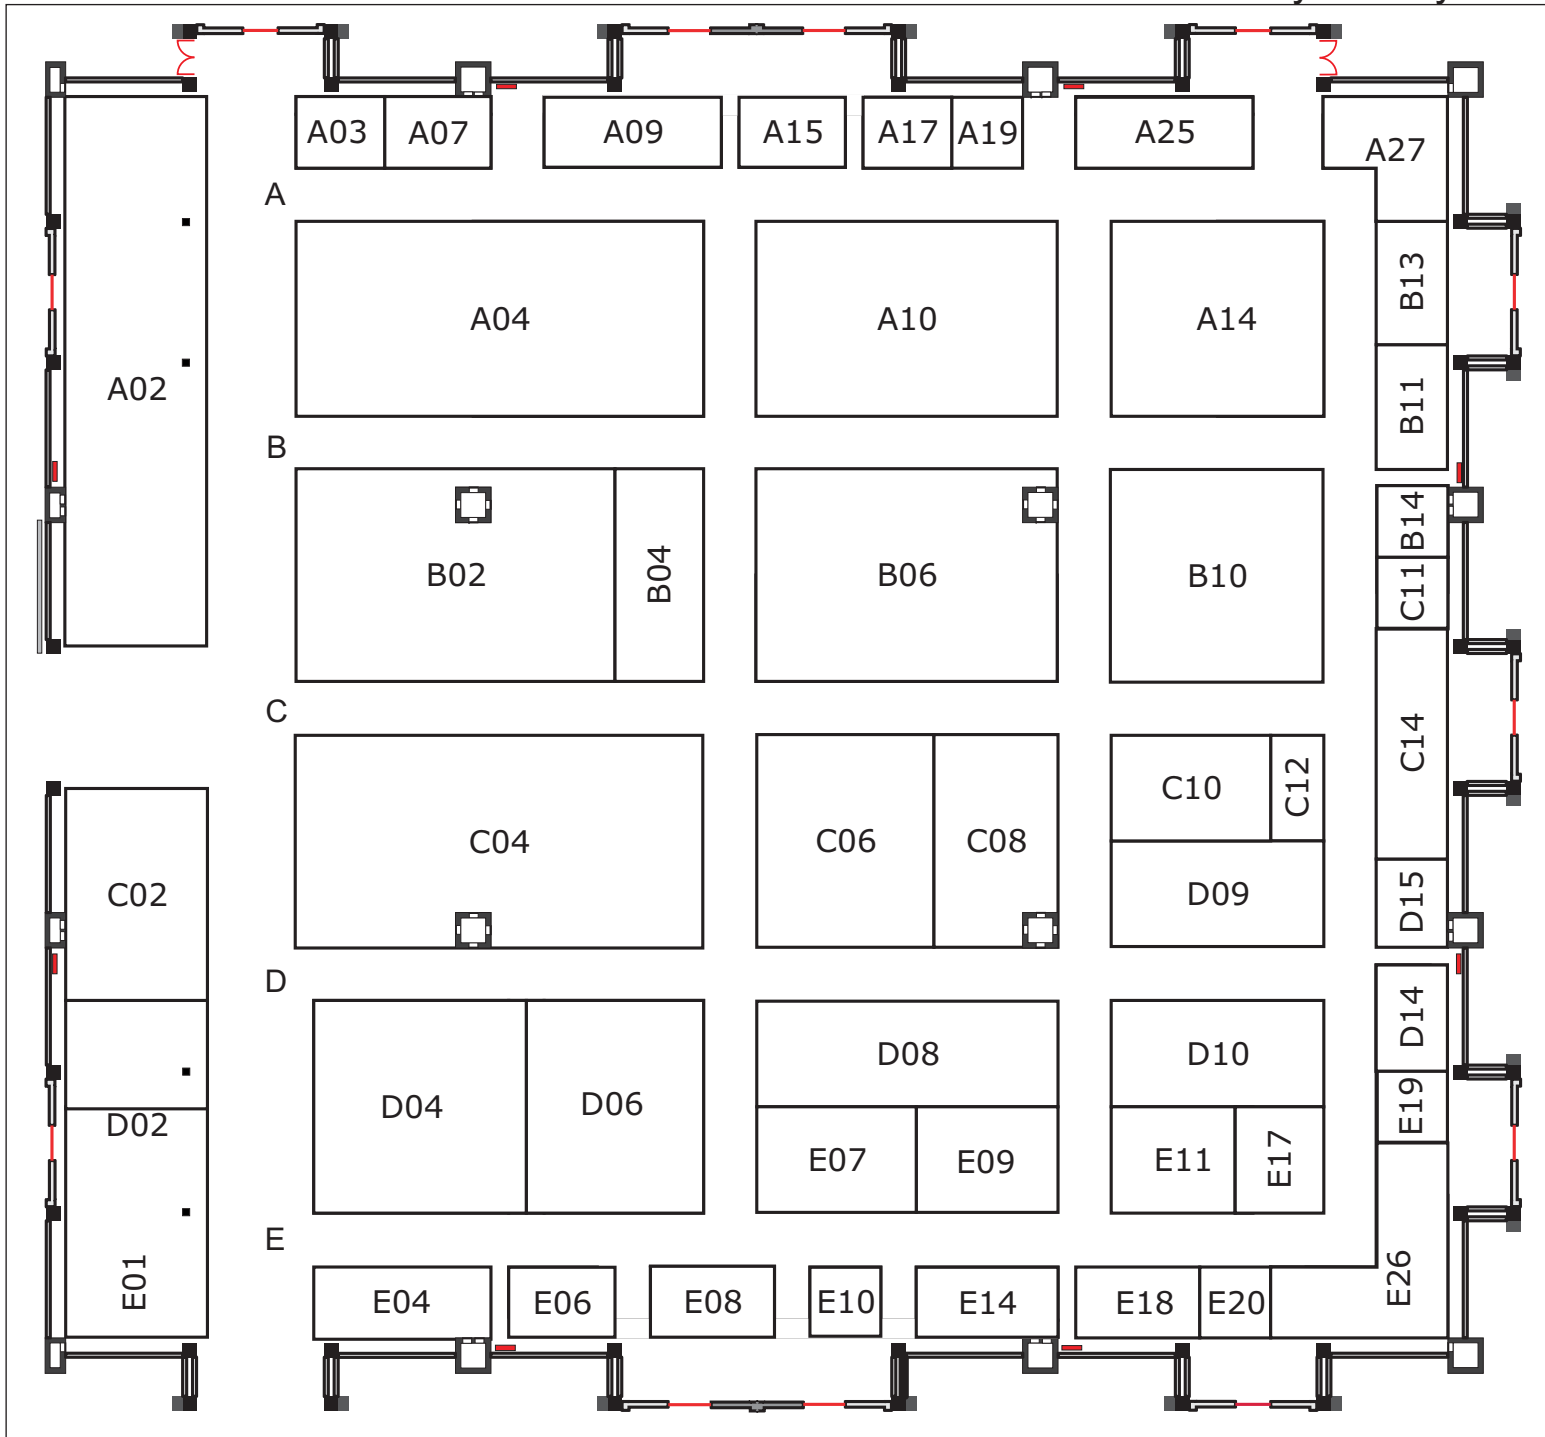 A03 A07 A09 A15 A17 A19 A25 A27
A
A04 A10 A14 B13
A02 B11
B
B02 B04 B06 B10 B14
C11
C
C10 C12 C14
C04 C06 C08
C02 D09 D15
D
D08 D10 D14
D04 D06 E19
D02
E07 E09 E11 E17
E
E01 E26
E04 E06 E08 E10 E14 E18 E20